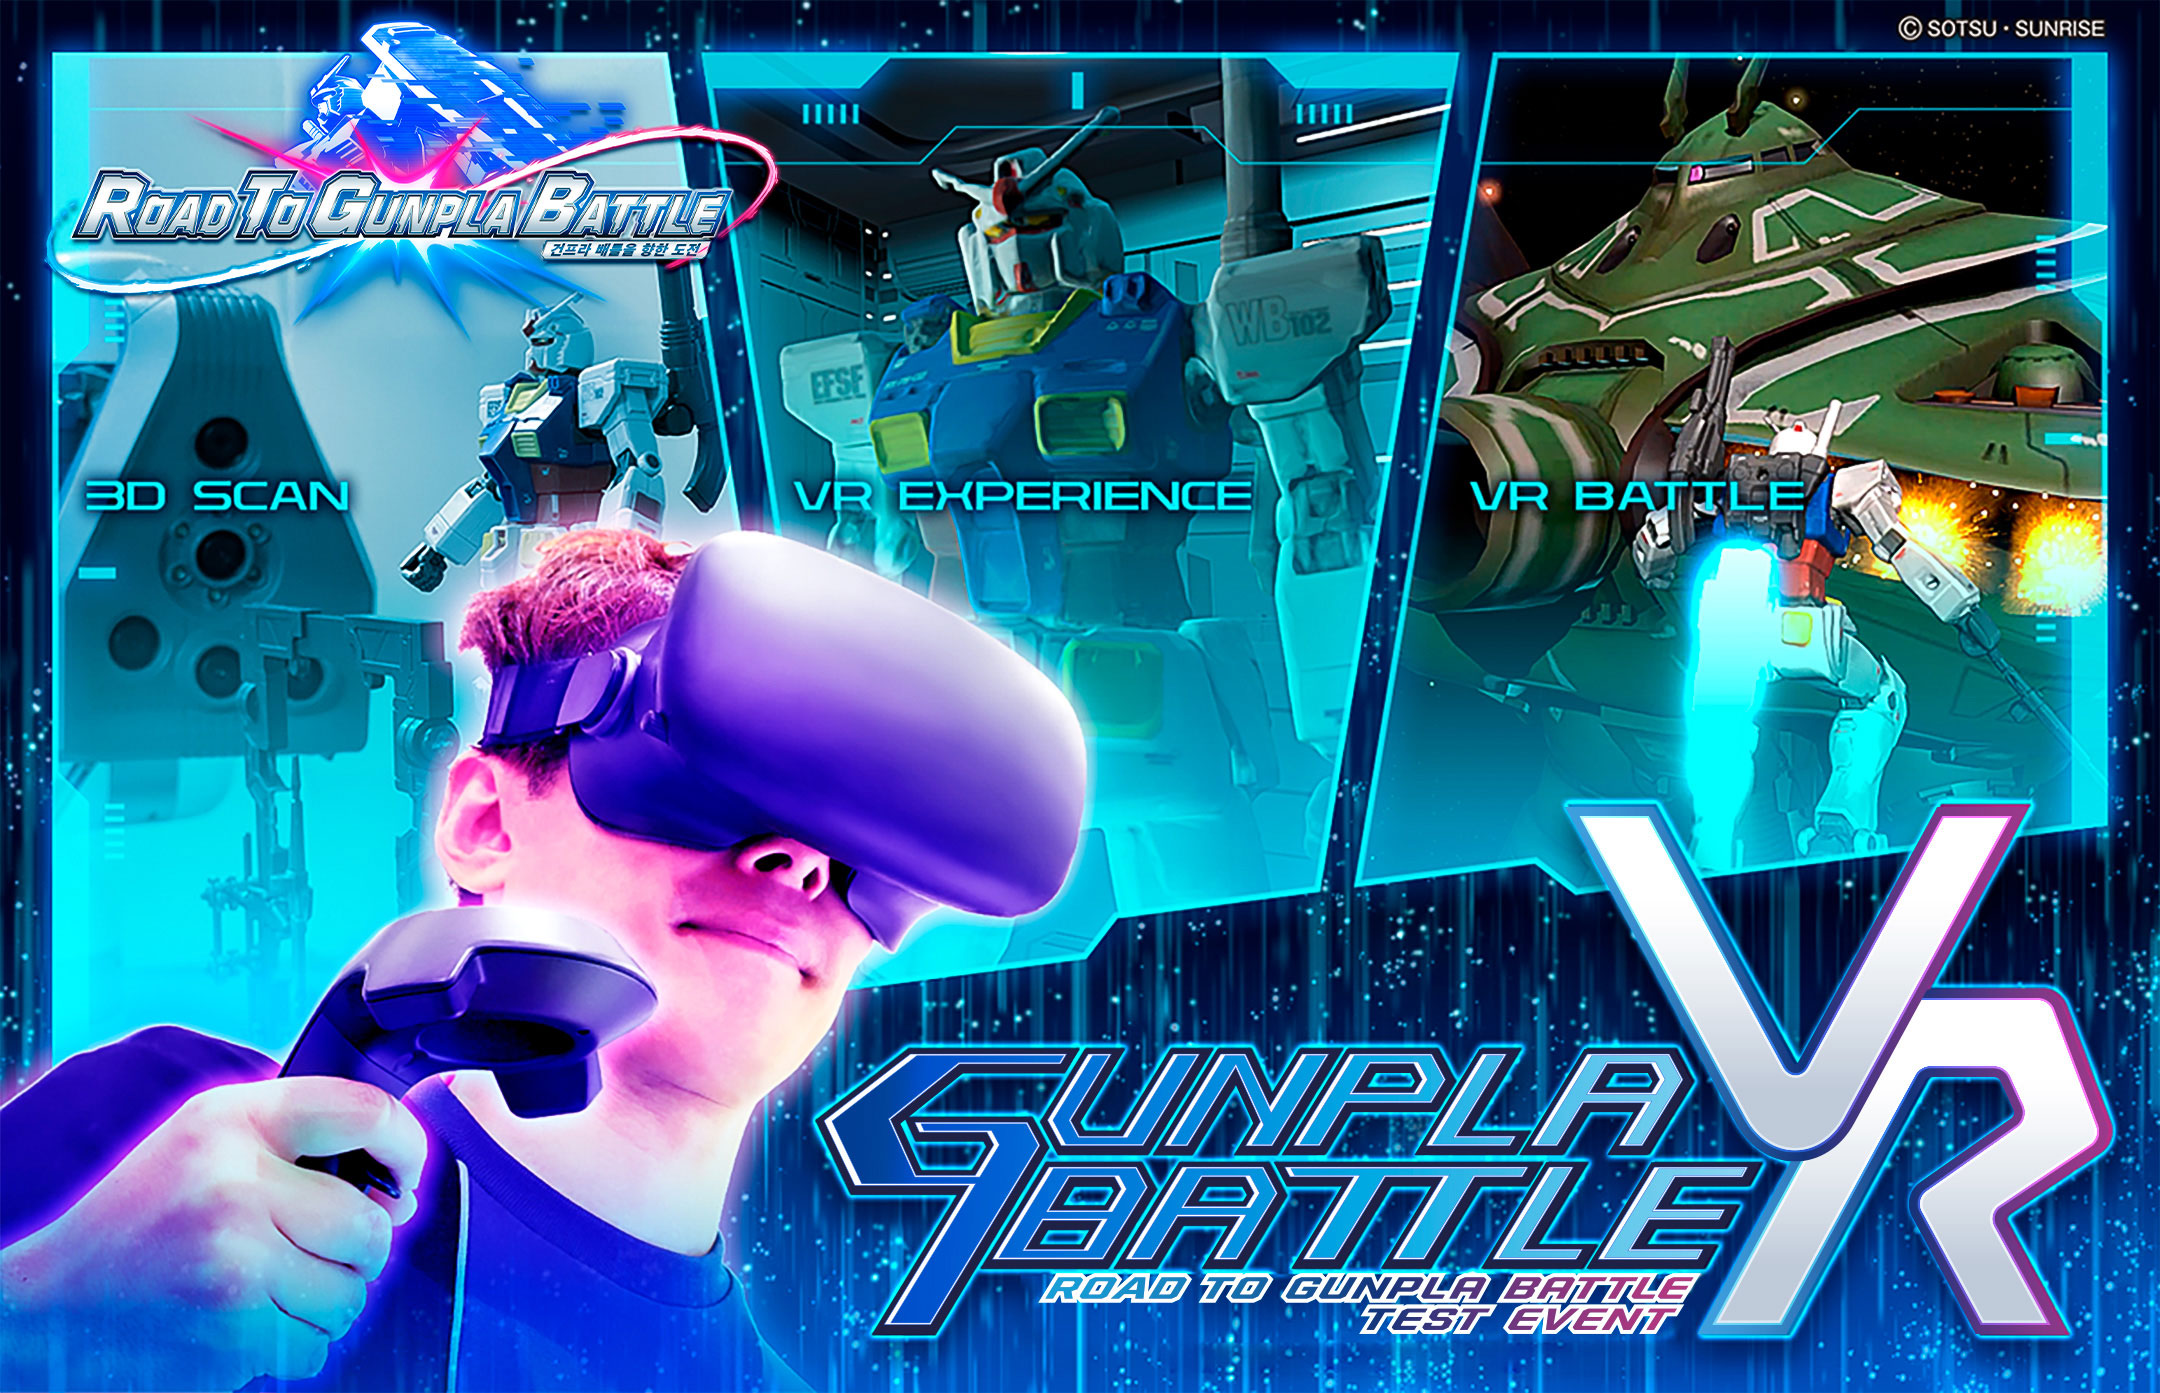 © SOTSU・SUNRISE
ROAD TO GUNPLA BATTLE
건프라 배틀을 향한 도전
WB102
EFSF
3D SCAN
VR EXPERIENCE
VR BATTLE
GUNPLA
BATTLE
VR
ROAD TO GUNPLA BATTLE
TEST EVENT